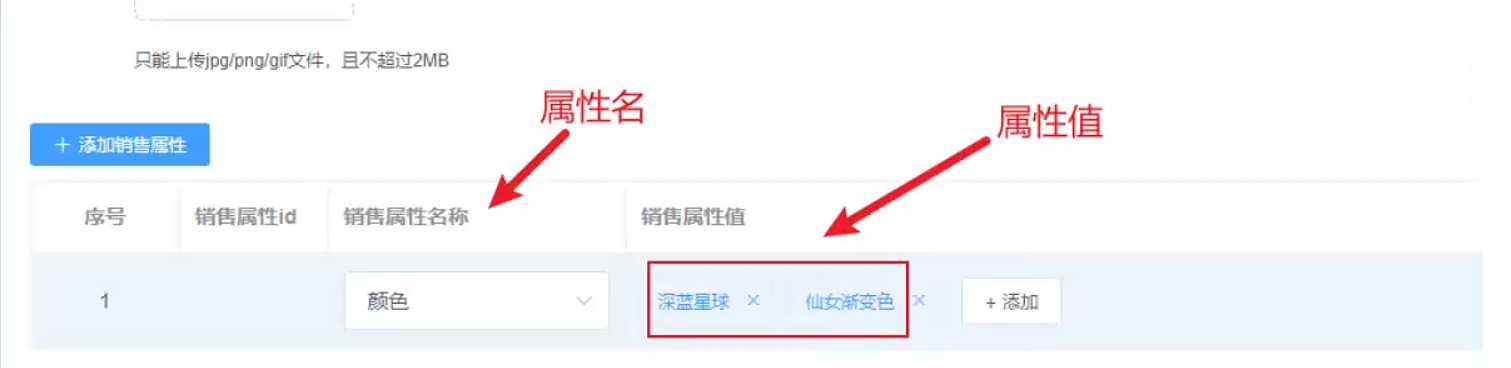 只能上传jpg/png/gif文件，且不超过2MB
属性名
属性值
+ 添加销售属性
序号 销售属性id 销售属性名称 销售属性值
1 颜色 深蓝星球 × 仙女渐变色 × + 添加